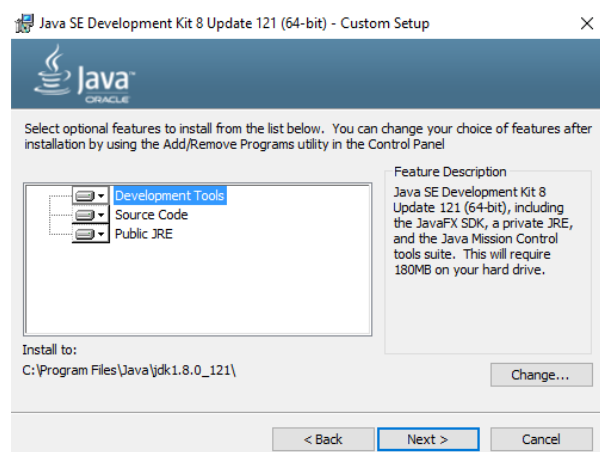 Java SE Development Kit 8 Update 121 (64-bit) - Custom Setup
Java™
ORACLE
Select optional features to install from the list below. You can change your choice of features after
installation by using the Add/Remove Programs utility in the Control Panel
Development Tools
Source Code
Public JRE
Feature Description
Java SE Development Kit 8
Update 121 (64-bit), including
the JavaFX SDK, a private JRE,
and the Java Mission Control
tools suite. This will require
180MB on your hard drive.
Install to:
C:\Program Files\Java\jdk1.8.0_121\
Change...
< Back
Next >
Cancel